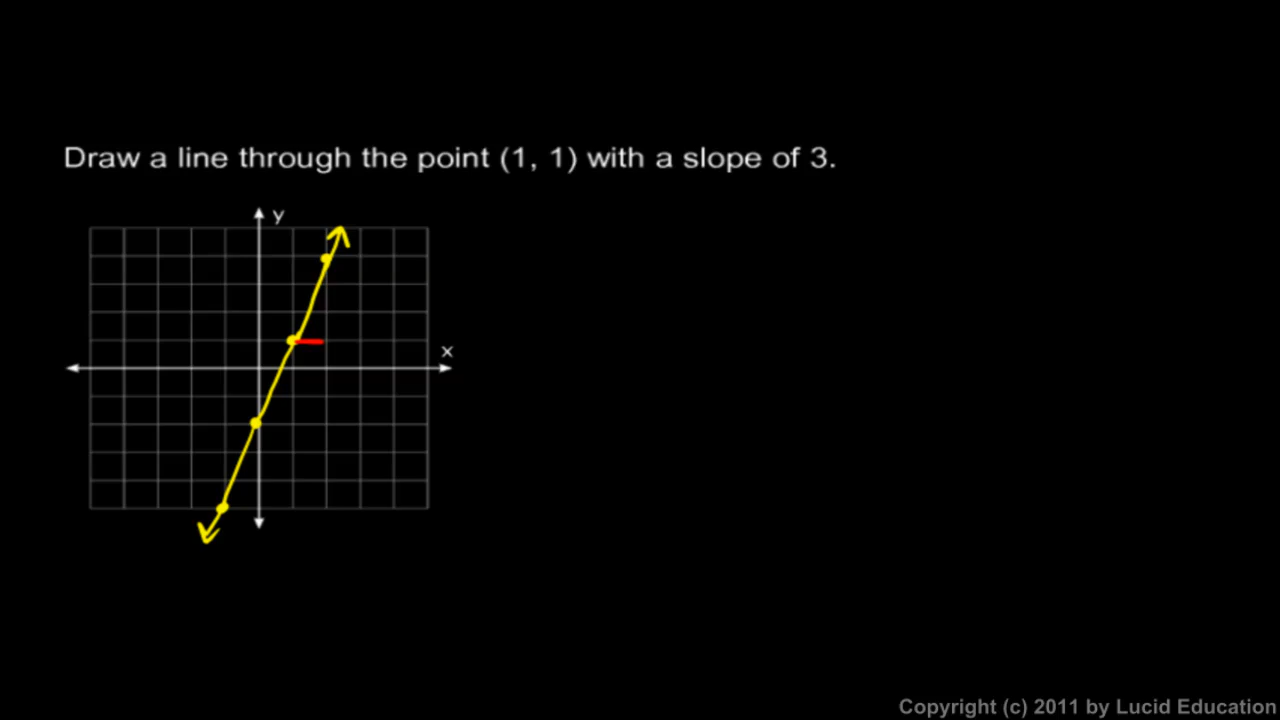 Draw a line through the point (1, 1) with a slope of 3.
y
x
Copyright (c) 2011 by Lucid Education